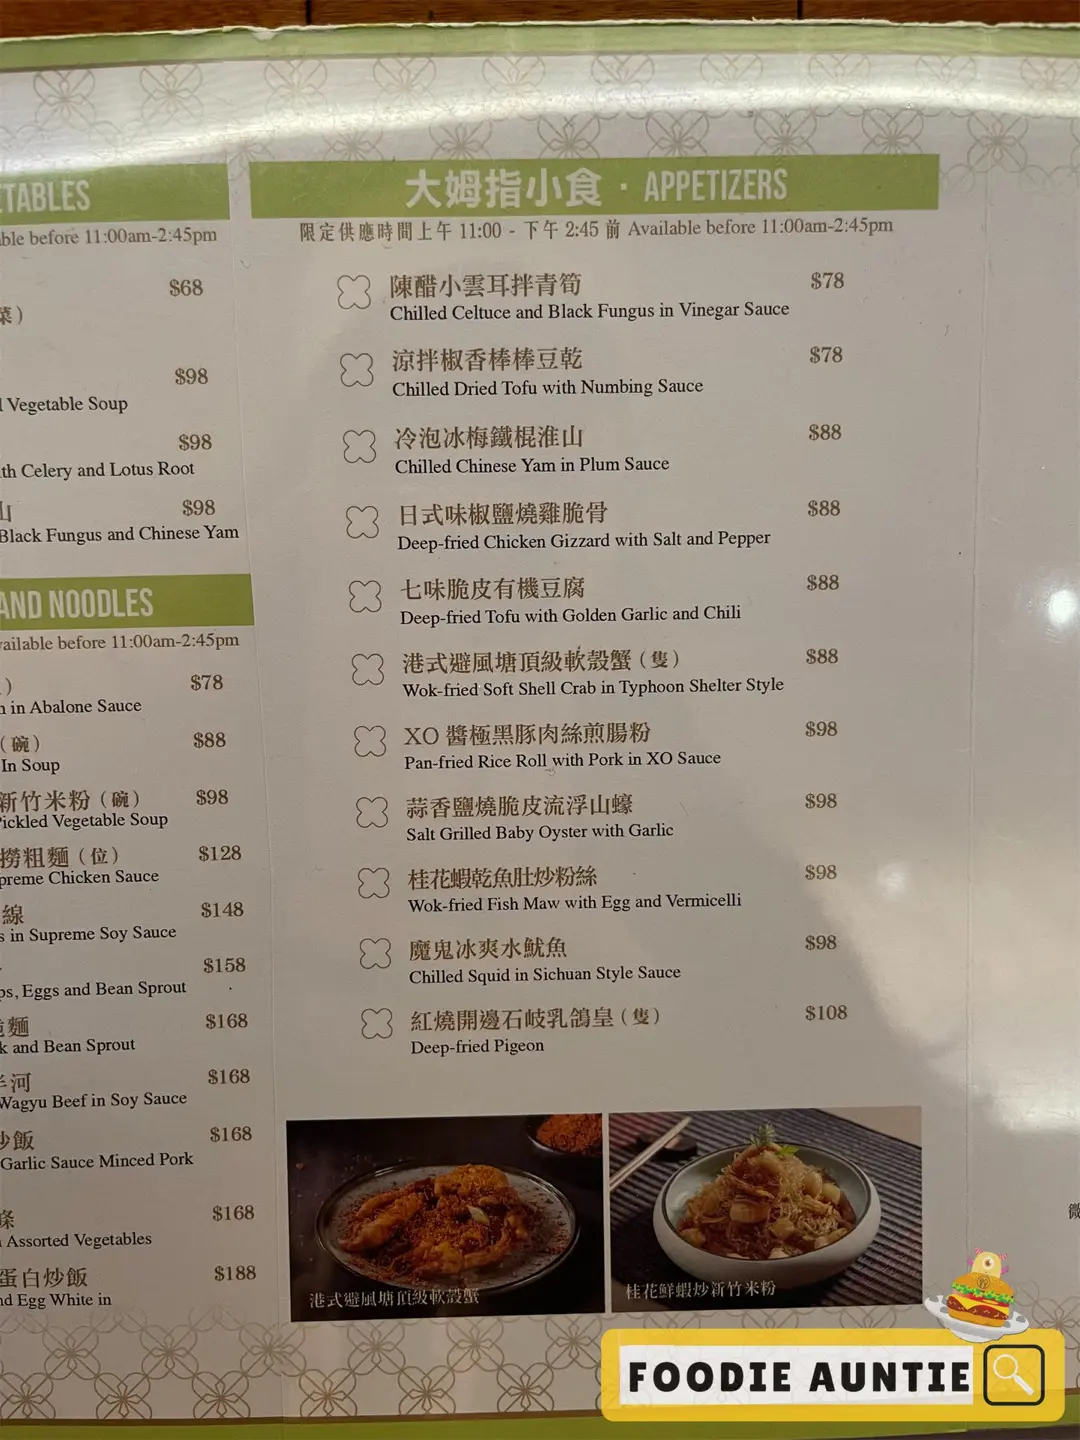 ETABLES
ble before 11:00am-2:45pm
$68
菜）
$98
l Vegetable Soup
$98
th Celery and Lotus Root
山
$98
Black Fungus and Chinese Yam
AND NOODLES
vailable before 11:00am-2:45pm
）
$78
n in Abalone Sauce
（碗）
$88
In Soup
新竹米粉（碗）
$98
Pickled Vegetable Soup
撈粗麵（位）
$128
preme Chicken Sauce
線
$148
s in Supreme Soy Sauce
$158
ps, Eggs and Bean Sprout
麵
$168
k and Bean Sprout
河
$168
Wagyu Beef in Soy Sauce
炒飯
$168
Garlic Sauce Minced Pork
條
$168
Assorted Vegetables
蛋白炒飯
$188
nd Egg White in
大姆指小食 · APPETIZERS
限定供應時間上午 11:00 - 下午 2:45 前 Available before 11:00am-2:45pm
陳醋小雲耳拌青筍 $78
Chilled Celtuce and Black Fungus in Vinegar Sauce
涼拌椒香棒棒豆乾 $78
Chilled Dried Tofu with Numbing Sauce
冷泡冰梅鐵棍淮山 $88
Chilled Chinese Yam in Plum Sauce
日式味椒鹽燒雞脆骨 $88
Deep-fried Chicken Gizzard with Salt and Pepper
七味脆皮有機豆腐 $88
Deep-fried Tofu with Golden Garlic and Chili
港式避風塘頂級軟殼蟹（隻） $88
Wok-fried Soft Shell Crab in Typhoon Shelter Style
XO 醬極黑豚肉絲煎腸粉 $98
Pan-fried Rice Roll with Pork in XO Sauce
蒜香鹽燒脆皮流浮山蠔 $98
Salt Grilled Baby Oyster with Garlic
桂花蝦乾魚肚炒粉絲 $98
Wok-fried Fish Maw with Egg and Vermicelli
魔鬼冰爽水魷魚 $98
Chilled Squid in Sichuan Style Sauce
紅燒開邊石岐乳鴿皇（隻） $108
Deep-fried Pigeon
港式避風塘頂級軟殼蟹
桂花鮮蝦炒新竹米粉
微
FOODIE AUNTIE